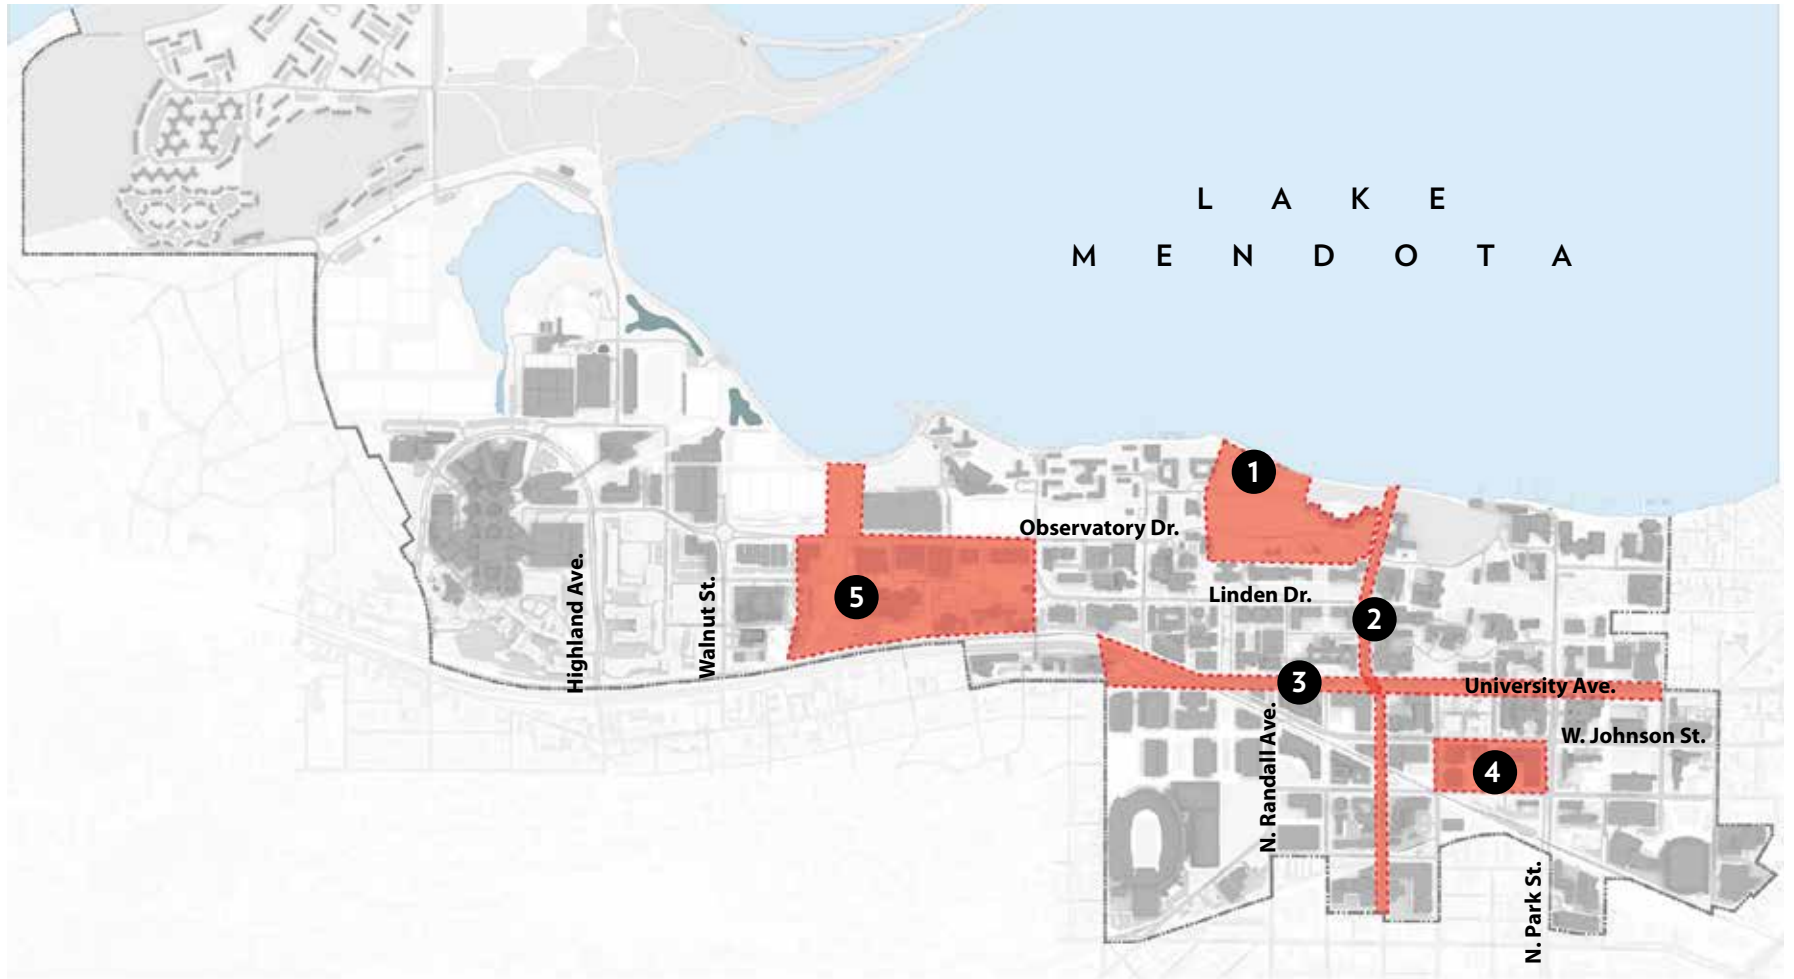 L A K E
M E N D O T A
1
Observatory Dr.
5
Linden Dr.
2
Highland Ave.
Walnut St.
3
University Ave.
N. Randall Ave.
W. Johnson St.
4
N. Park St.